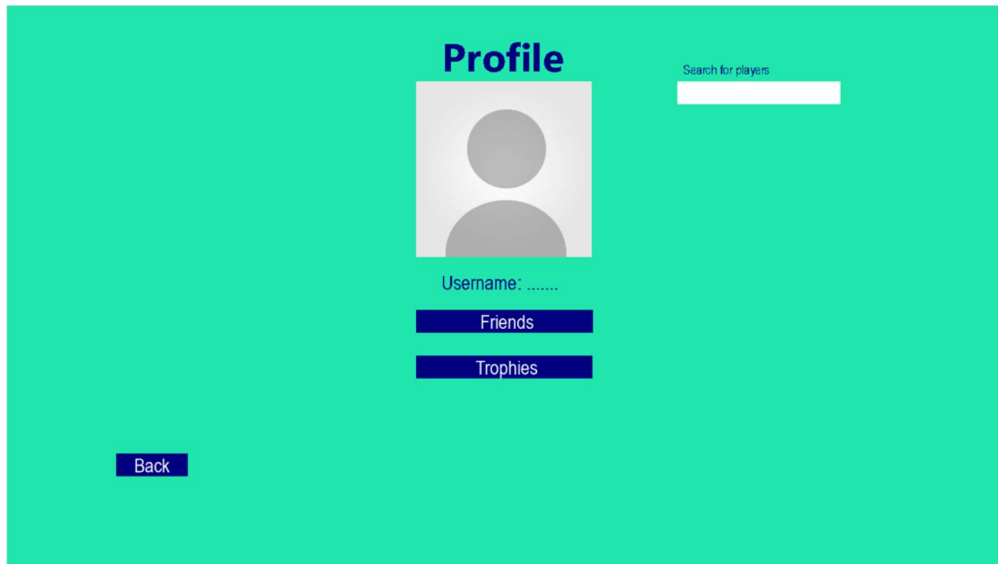 Profile
Search for players
Username: .......
Friends
Trophies
Back